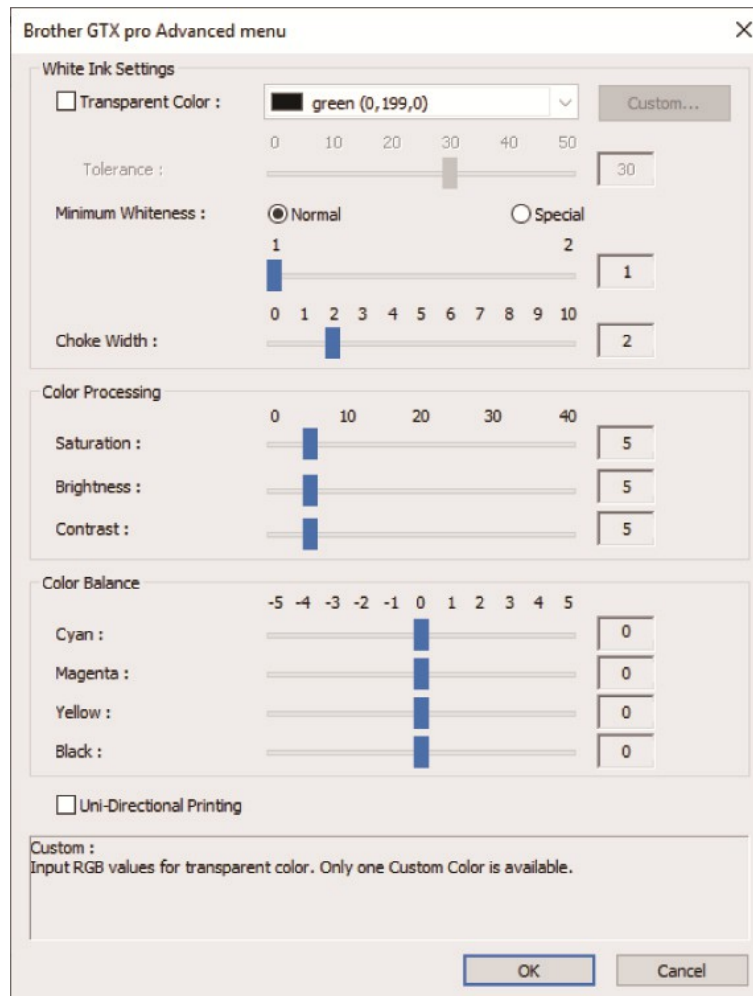 Brother GTX pro Advanced menu
White Ink Settings
Transparent Color : green (0,199,0) Custom...
0 10 20 30 40 50
Tolerance : 30
Minimum Whiteness : Normal Special
1 2
1
0 1 2 3 4 5 6 7 8 9 10
Choke Width : 2
Color Processing
0 10 20 30 40
Saturation : 5
Brightness : 5
Contrast : 5
Color Balance
-5 -4 -3 -2 -1 0 1 2 3 4 5
Cyan : 0
Magenta : 0
Yellow : 0
Black : 0
Uni-Directional Printing
Custom :
Input RGB values for transparent color. Only one Custom Color is available.
OK Cancel